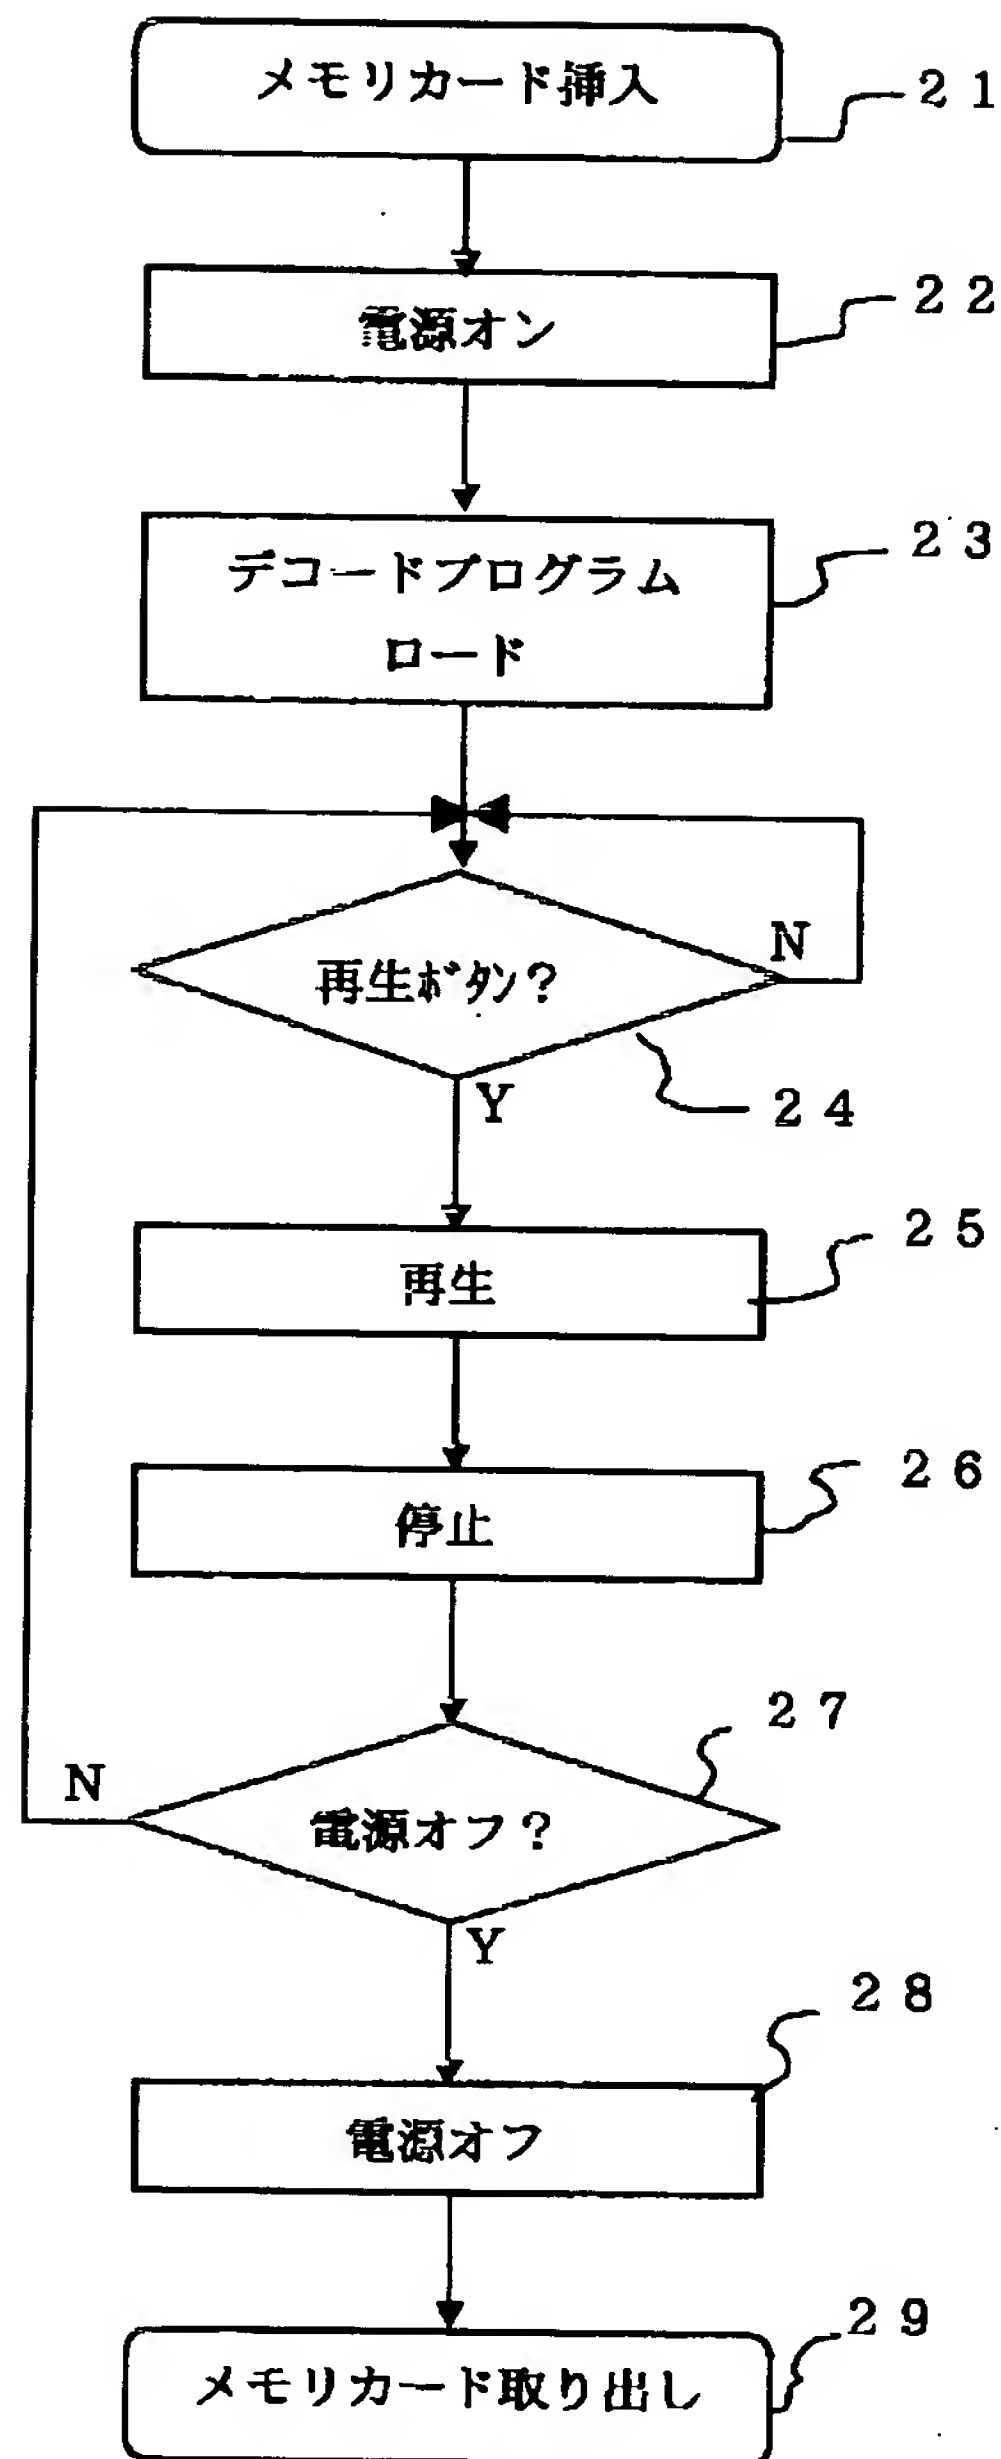 メモリカード挿入
２１
電源オン
２２
デコードプログラム
ロード
２３
再生ボタン？
N
２４
Y
再生
２５
停止
２６
２７
N
電源オフ？
Y
２８
電源オフ
２９
メモリカード取り出し